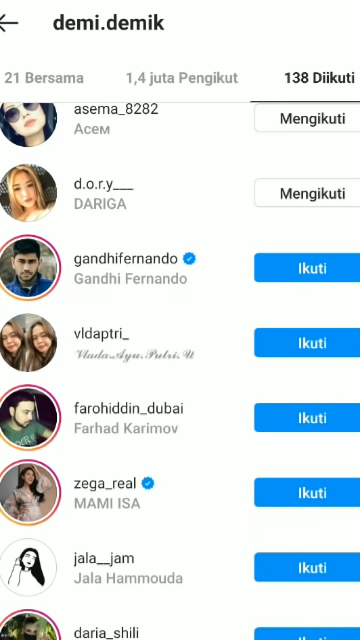 demi.demik
21 Bersama 1,4 juta Pengikut 138 Diikuti
asema_8282
Асем
Mengikuti
d.o.r.y___
DARIGA
Mengikuti
gandhifernando
Gandhi Fernando
Ikuti
vldaptri_
𝒱𝓁𝒶𝒹𝒶.𝒜𝓎𝓊.𝒫𝓊𝓉𝓇𝒾.𝒰
Ikuti
farohiddin_dubai
Farhad Karimov
Ikuti
zega_real
MAMI ISA
Ikuti
jala__jam
Jala Hammouda
Ikuti
daria_shili
Ikuti